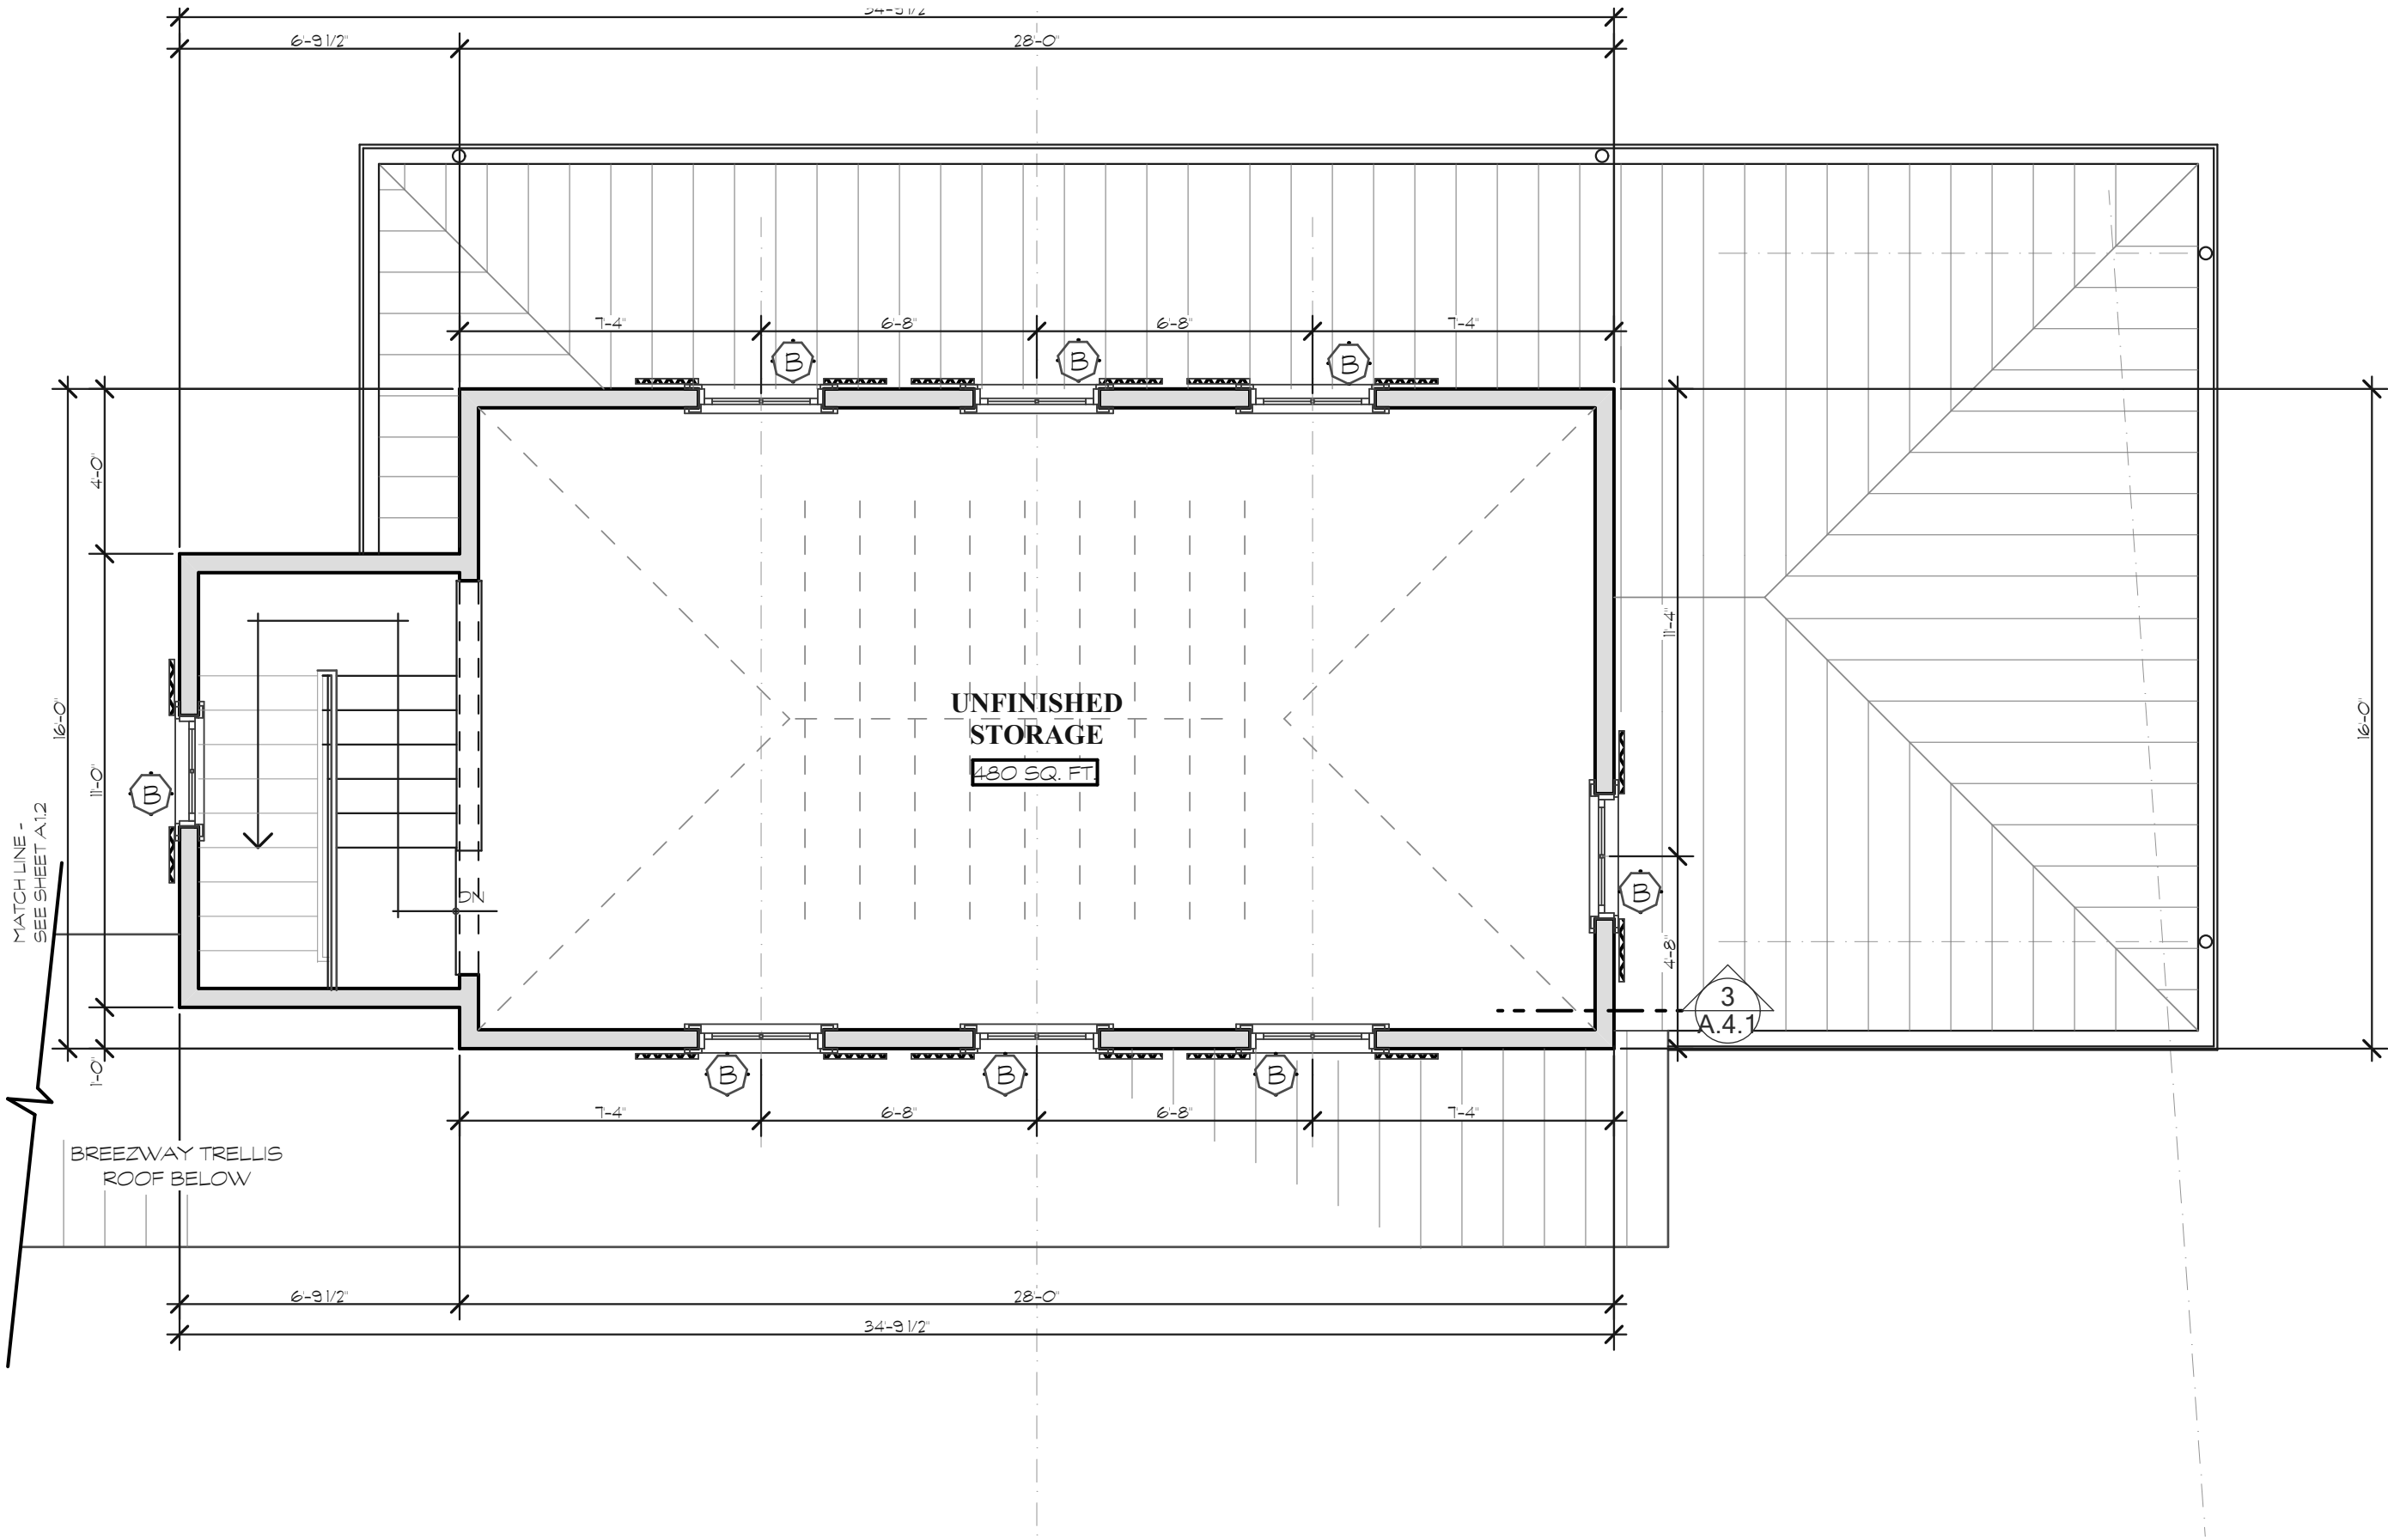 34'-9 1/2"
6'-9 1/2"
28'-0"
7'-4"
6'-8"
6'-8"
7'-4"
B
B
B
4'-0"
11'-4"
UNFINISHED
STORAGE
480 SQ. FT.
16'-0"
11'-0"
16'-0"
B
MATCH LINE -
SEE SHEET A1.2
DN
B
4'-8"
3
A.4.1
1'-0"
B
B
B
7'-4"
6'-8"
6'-8"
7'-4"
BREEZWAY TRELLIS
ROOF BELOW
6'-9 1/2"
28'-0"
34'-9 1/2"